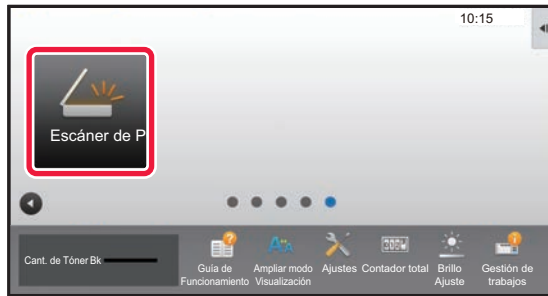 10:15
Escáner de P
Cant. de Tóner Bk
Guía de
Funcionamiento
Ampliar modo
Visualización
Ajustes
Contador total
Brillo
Ajuste
Gestión de
trabajos